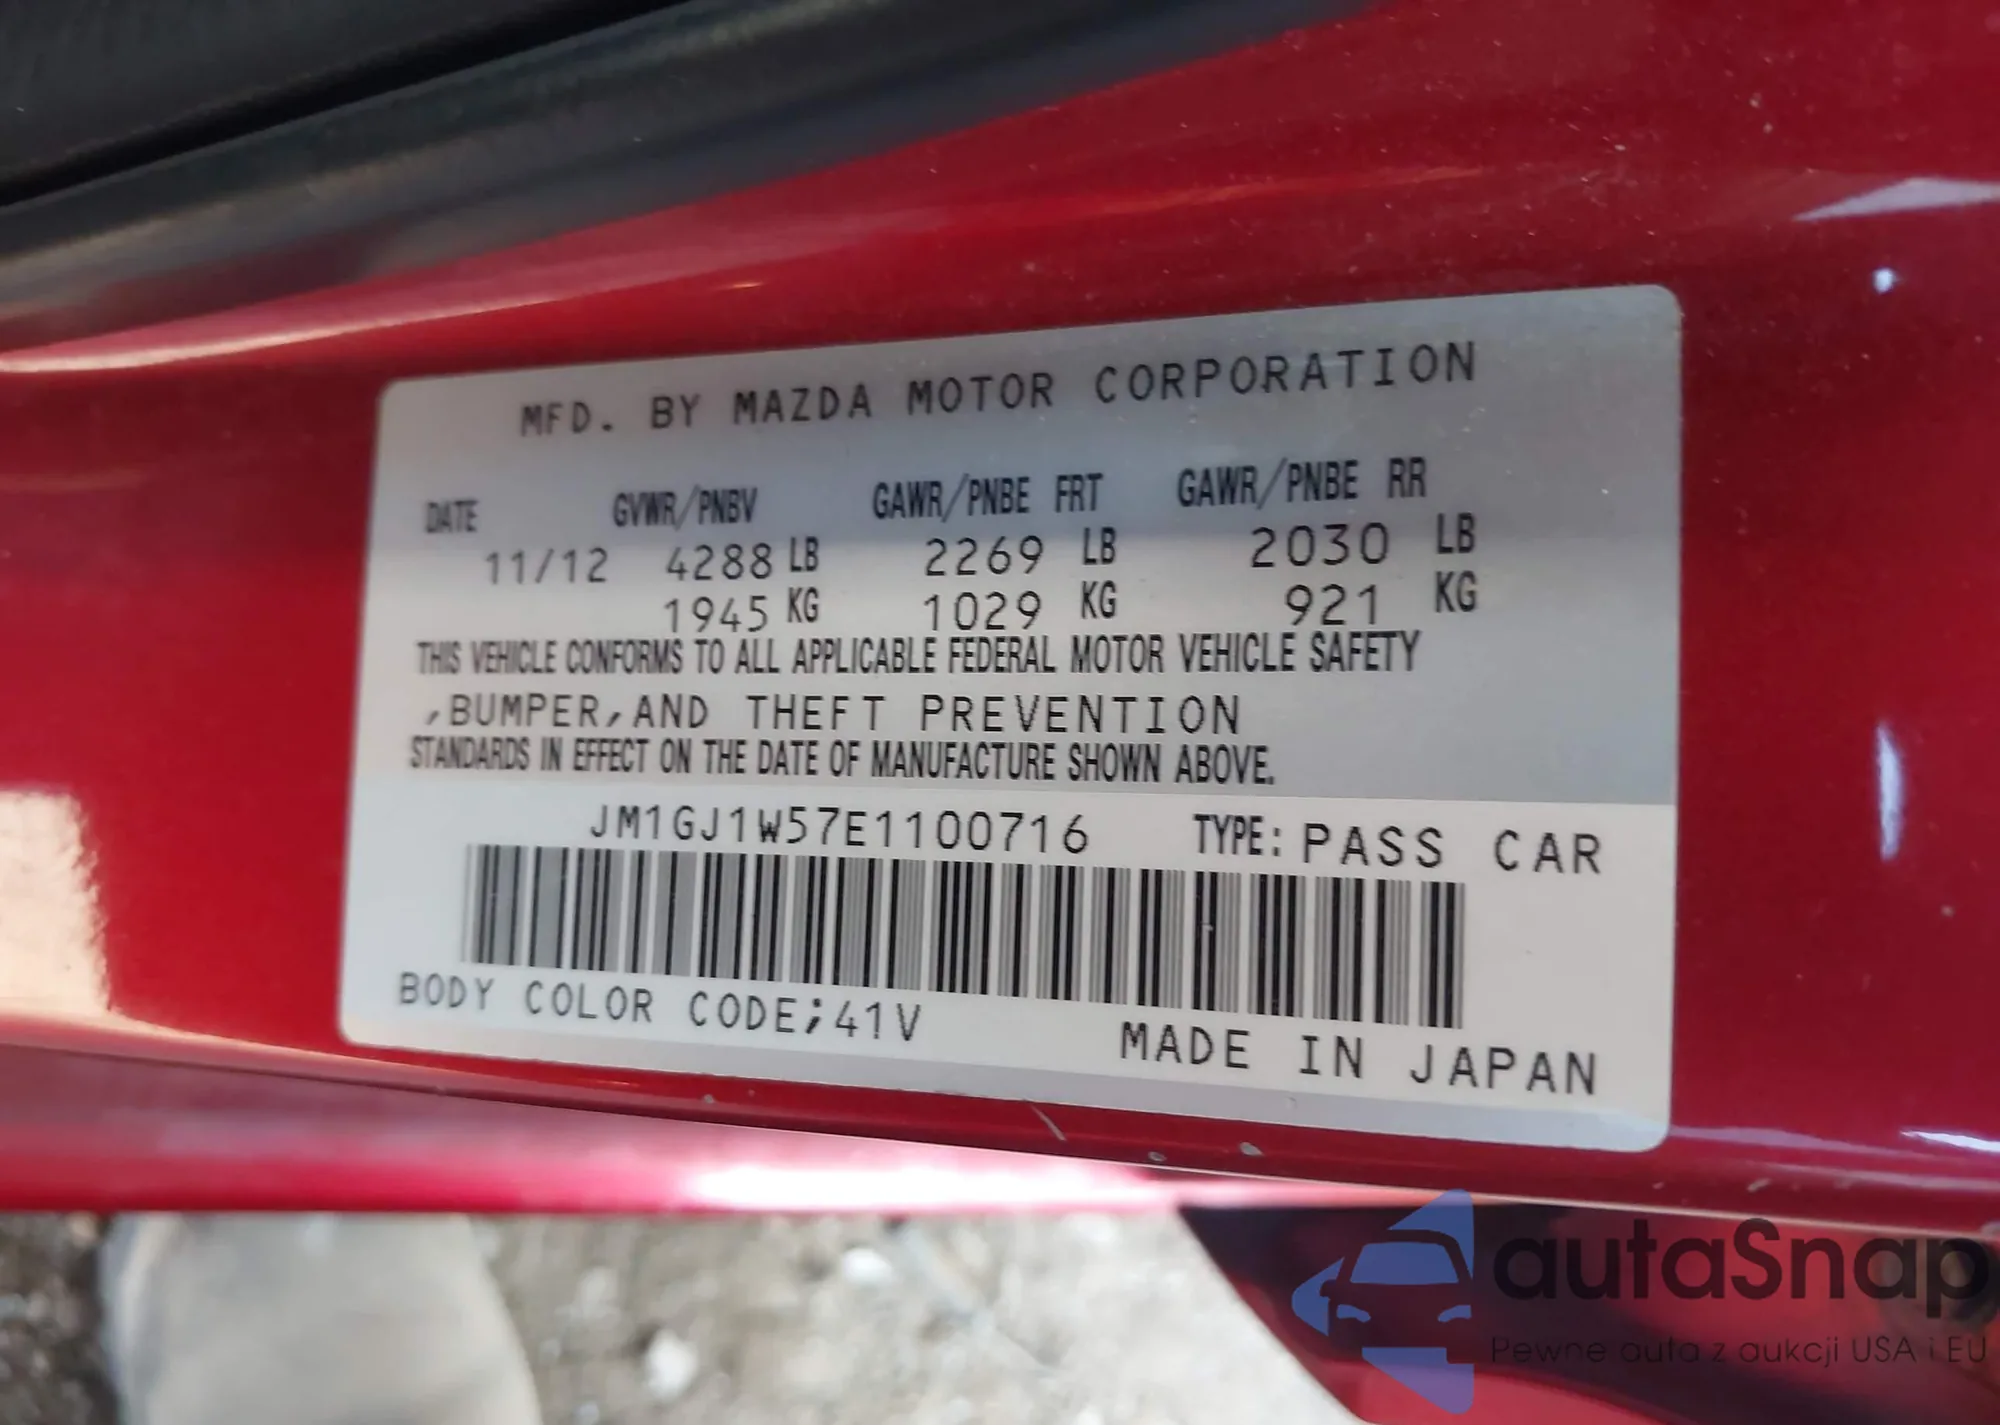 MFD. BY MAZDA MOTOR CORPORATION
DATE GVWR/PNBV GAWR/PNBE FRT GAWR/PNBE RR
11/12 4288 LB 2269 LB 2030 LB
1945 KG 1029 KG 921 KG
THIS VEHICLE CONFORMS TO ALL APPLICABLE FEDERAL MOTOR VEHICLE SAFETY
,BUMPER,AND THEFT PREVENTION
STANDARDS IN EFFECT ON THE DATE OF MANUFACTURE SHOWN ABOVE.
JM1GJ1W57E1100716 TYPE: PASS CAR
BODY COLOR CODE;41V
MADE IN JAPAN
autaSnap
Pewne auta z aukcji USA i EU